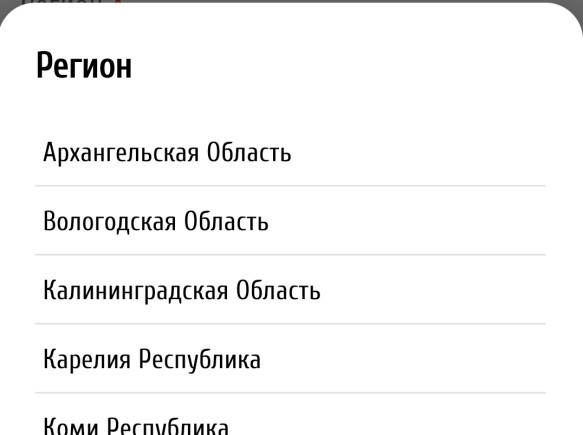 Регион
Архангельская Область
Вологодская Область
Калининградская Область
Карелия Республика
Коми Республика